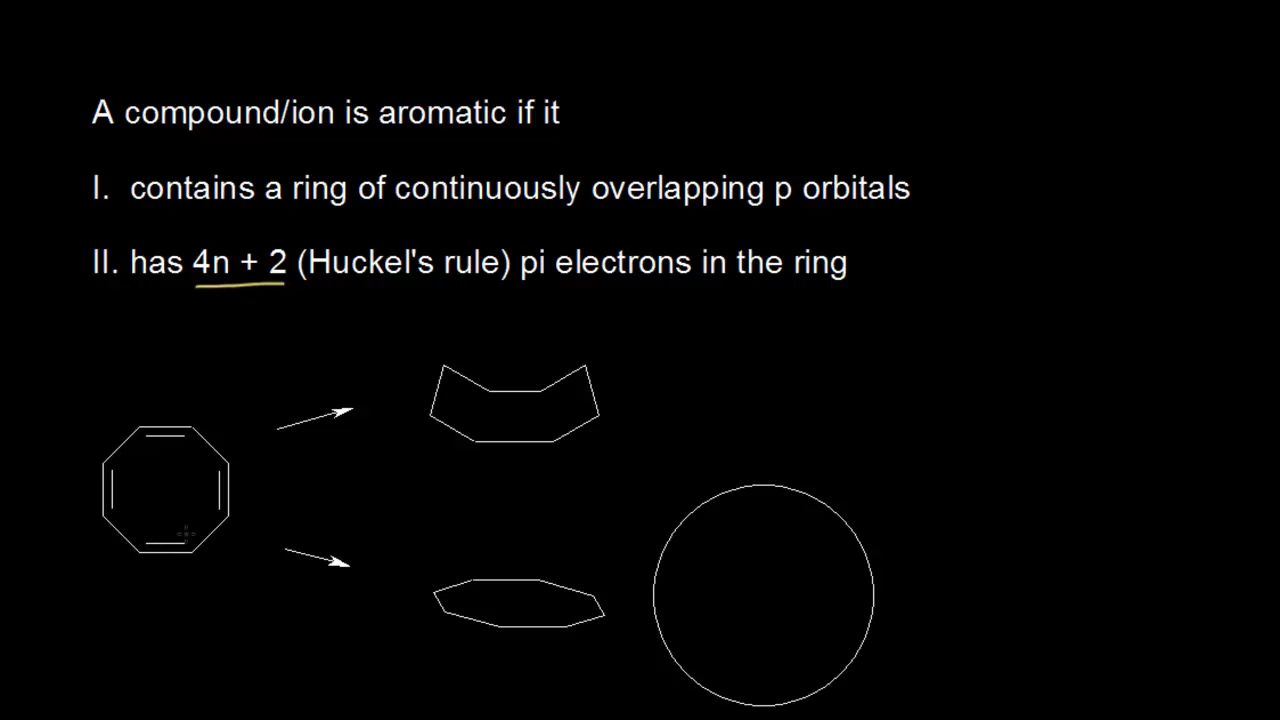 A compound/ion is aromatic if it
I. contains a ring of continuously overlapping p orbitals
II. has 4n + 2 (Huckel's rule) pi electrons in the ring